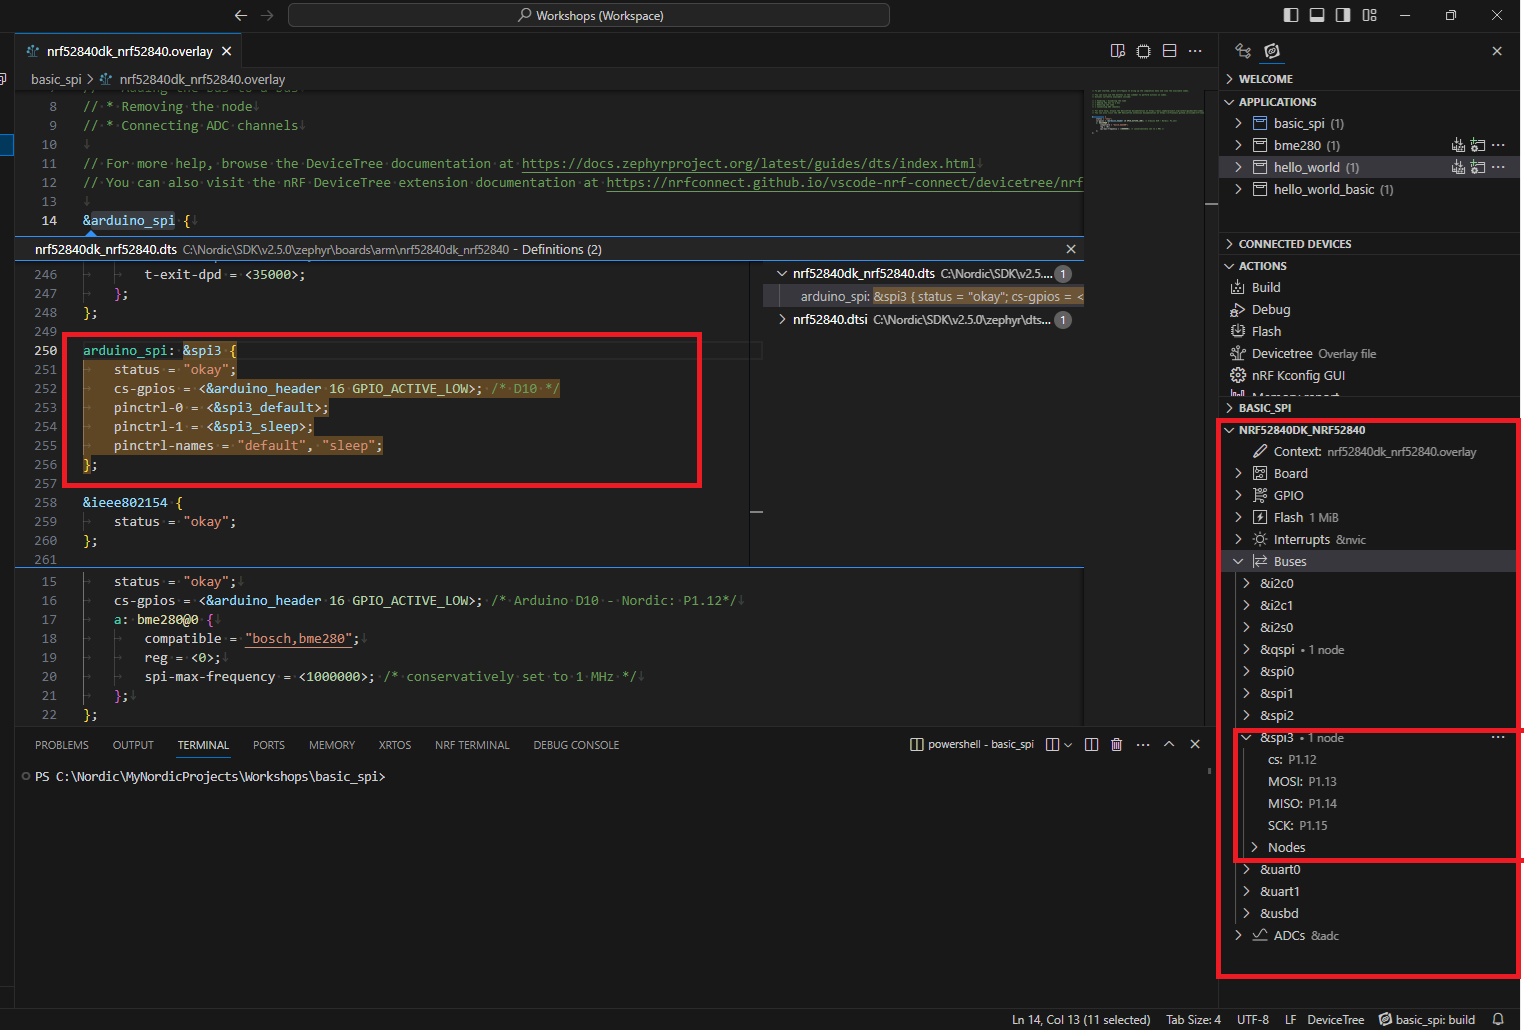 Workshops (Workspace)
nrf52840dk_nrf52840.overlay
basic_spi > nrf52840dk_nrf52840.overlay
8 // * Removing the node
9 // * Connecting ADC channels
10
11 // For more help, browse the DeviceTree documentation at https://docs.zephyrproject.org/latest/guides/dts/index.html
12 // You can also visit the nRF DeviceTree extension documentation at https://nrfconnect.github.io/vscode-nrf-connect/devicetree/nrf
13
14 &arduino_spi {
nrf52840dk_nrf52840.dts C:\Nordic\SDK\v2.5.0\zephyr\boards\arm\nrf52840dk_nrf52840 - Definitions (2)
246 t-exit-dpd = <35000>;
247 };
248 };
249
250 arduino_spi: &spi3 {
251 status = "okay";
252 cs-gpios = <&arduino_header 16 GPIO_ACTIVE_LOW>; /* D10 */
253 pinctrl-0 = <&spi3_default>;
254 pinctrl-1 = <&spi3_sleep>;
255 pinctrl-names = "default", "sleep";
256 };
257
258 &ieee802154 {
259 status = "okay";
260 };
261
nrf52840dk_nrf52840.dts C:\Nordic\SDK\v2.5.... 1
arduino_spi: &spi3 { status = "okay"; cs-gpios = <
nrf52840.dtsi C:\Nordic\SDK\v2.5.0\zephyr\dts... 1
15 status = "okay";
16 cs-gpios = <&arduino_header 16 GPIO_ACTIVE_LOW>; /* Arduino D10 - Nordic: P1.12*/
17 a: bme280@0 {
18 compatible = "bosch,bme280";
19 reg = <0>;
20 spi-max-frequency = <1000000>; /* conservatively set to 1 MHz */
21 };
22 };
PROBLEMS OUTPUT TERMINAL PORTS MEMORY XRTOS NRF TERMINAL DEBUG CONSOLE
powershell - basic_spi
PS C:\Nordic\MyNordicProjects\Workshops\basic_spi>
WELCOME
APPLICATIONS
basic_spi (1)
bme280 (1)
hello_world (1)
hello_world_basic (1)
CONNECTED DEVICES
ACTIONS
Build
Debug
Flash
Devicetree Overlay file
nRF Kconfig GUI
Memory report
BASIC_SPI
NRF52840DK_NRF52840
Context: nrf52840dk_nrf52840.overlay
Board
GPIO
Flash 1 MiB
Interrupts &nvic
Buses
&i2c0
&i2c1
&i2s0
&qspi • 1 node
&spi0
&spi1
&spi2
&spi3 • 1 node
cs: P1.12
MOSI: P1.13
MISO: P1.14
SCK: P1.15
Nodes
&uart0
&uart1
&usbd
ADCs &adc
Ln 14, Col 13 (11 selected) Tab Size: 4 UTF-8 LF DeviceTree basic_spi: build